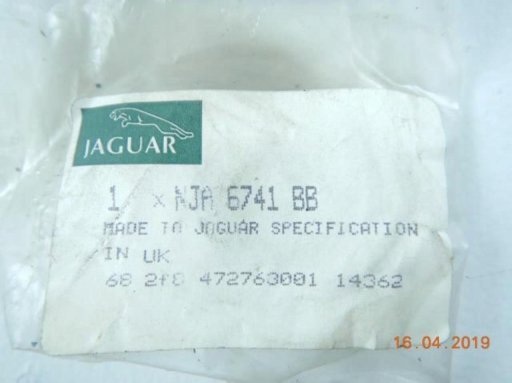 JAGUAR
1 x NJA 6741 BB
MADE TO JAGUAR SPECIFICATION
IN UK
68 2f8 472763001 14362
16.04.2019